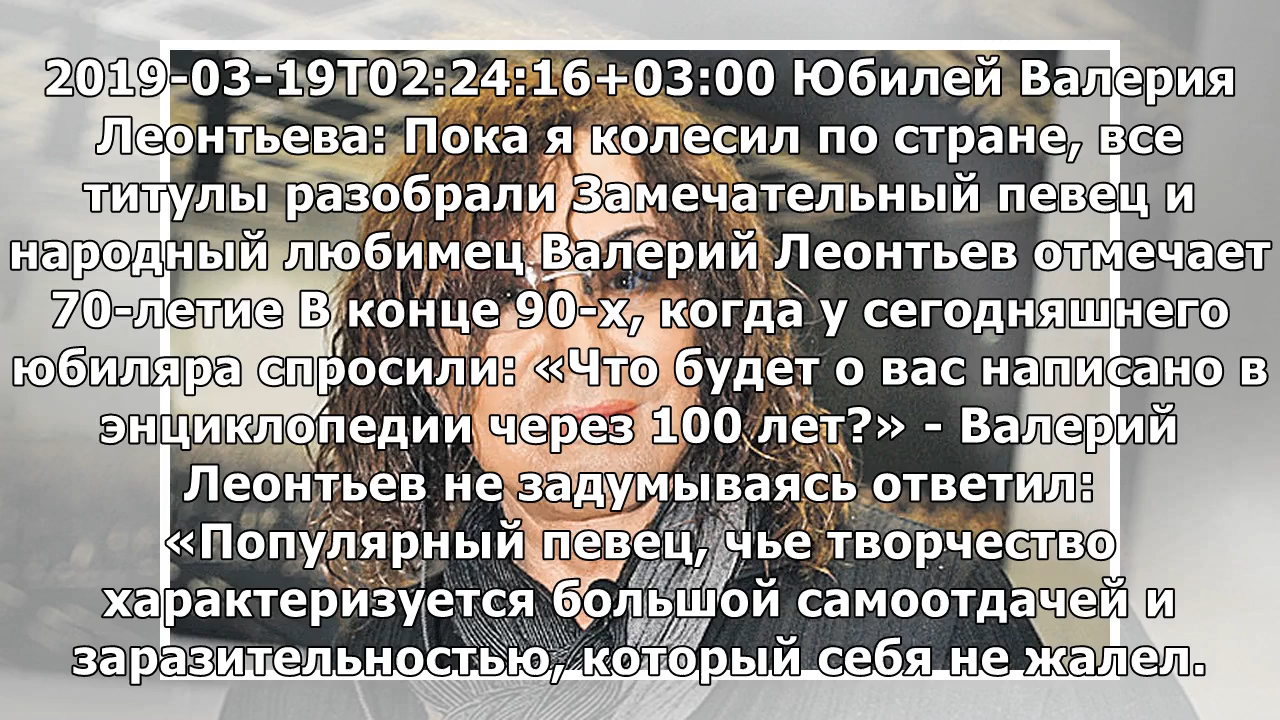 2019-03-19T02:24:16+03:00 Юбилей Валерия
Леонтьева: Пока я колесил по стране, все
титулы разобрали Замечательный певец и
народный любимец Валерий Леонтьев отмечает
70-летие В конце 90-х, когда у сегодняшнего
юбиляра спросили: «Что будет о вас написано в
энциклопедии через 100 лет?» - Валерий
Леонтьев не задумываясь ответил:
«Популярный певец, чье творчество
характеризуется большой самоотдачей и
заразительностью, который себя не жалел.